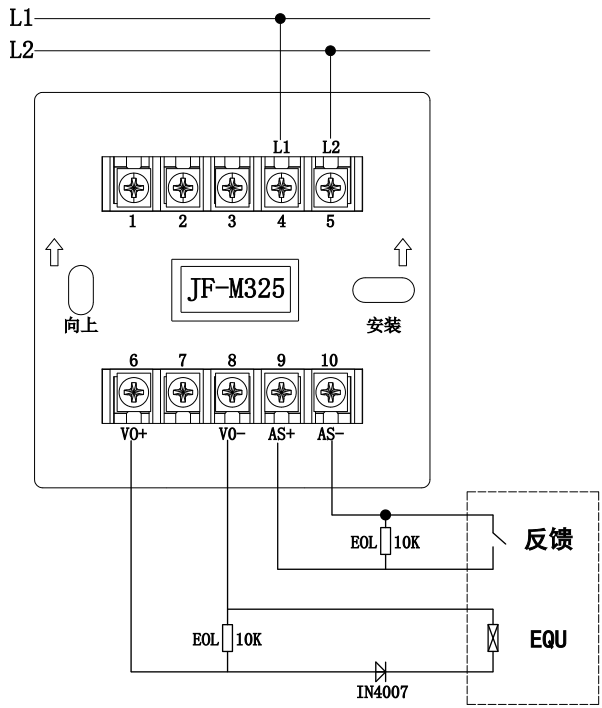 L1
L2
L1 L2
1 2 3 4 5
JF-M325
向上 安装
6 7 8 9 10
VO+ VO- AS+ AS-
EOL 10K
反馈
EOL 10K
EQU
IN4007